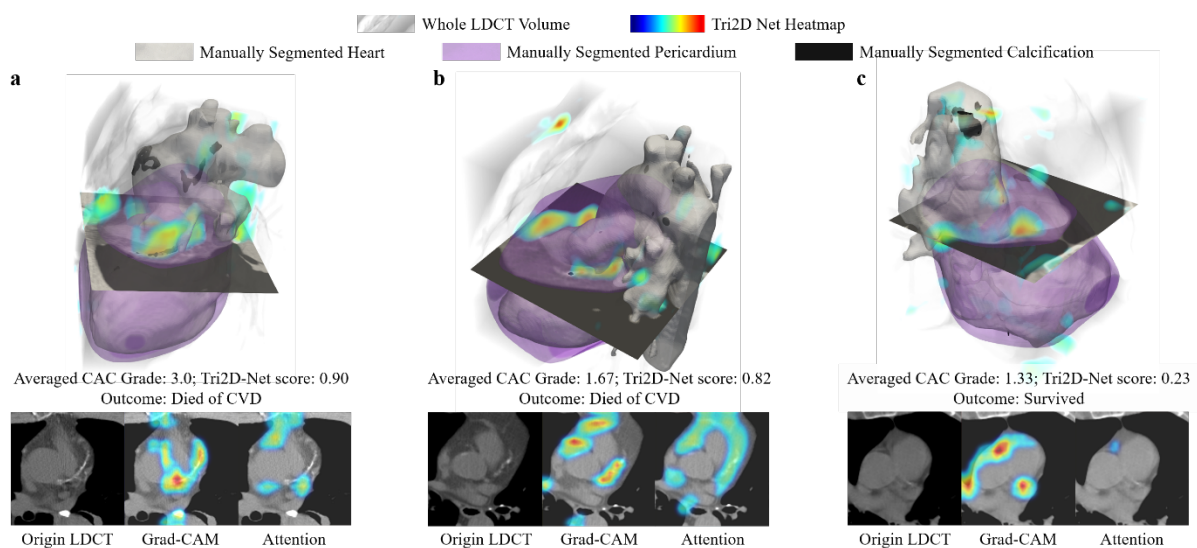 Whole LDCT Volume
Tri2D Net Heatmap
Manually Segmented Heart
Manually Segmented Pericardium
Manually Segmented Calcification
a
b
c
Averaged CAC Grade: 3.0; Tri2D-Net score: 0.90
Outcome: Died of CVD
Averaged CAC Grade: 1.67; Tri2D-Net score: 0.82
Outcome: Died of CVD
Averaged CAC Grade: 1.33; Tri2D-Net score: 0.23
Outcome: Survived
Origin LDCT
Grad-CAM
Attention
Origin LDCT
Grad-CAM
Attention
Origin LDCT
Grad-CAM
Attention